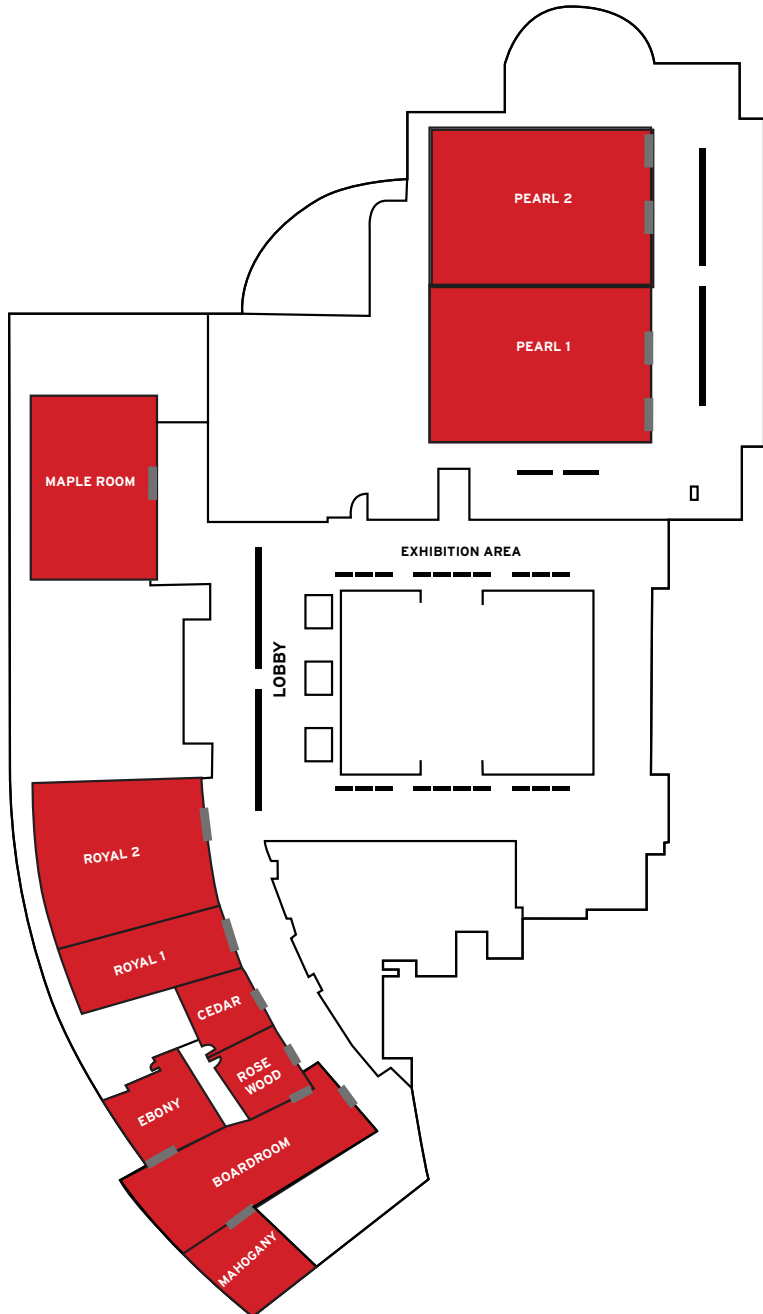 PEARL 2
PEARL 1
MAPLE ROOM
EXHIBITION AREA
LOBBY
ROYAL 2
ROYAL 1
CEDAR
ROSE
WOOD
EBONY
BOARDROOM
MAHOGANY